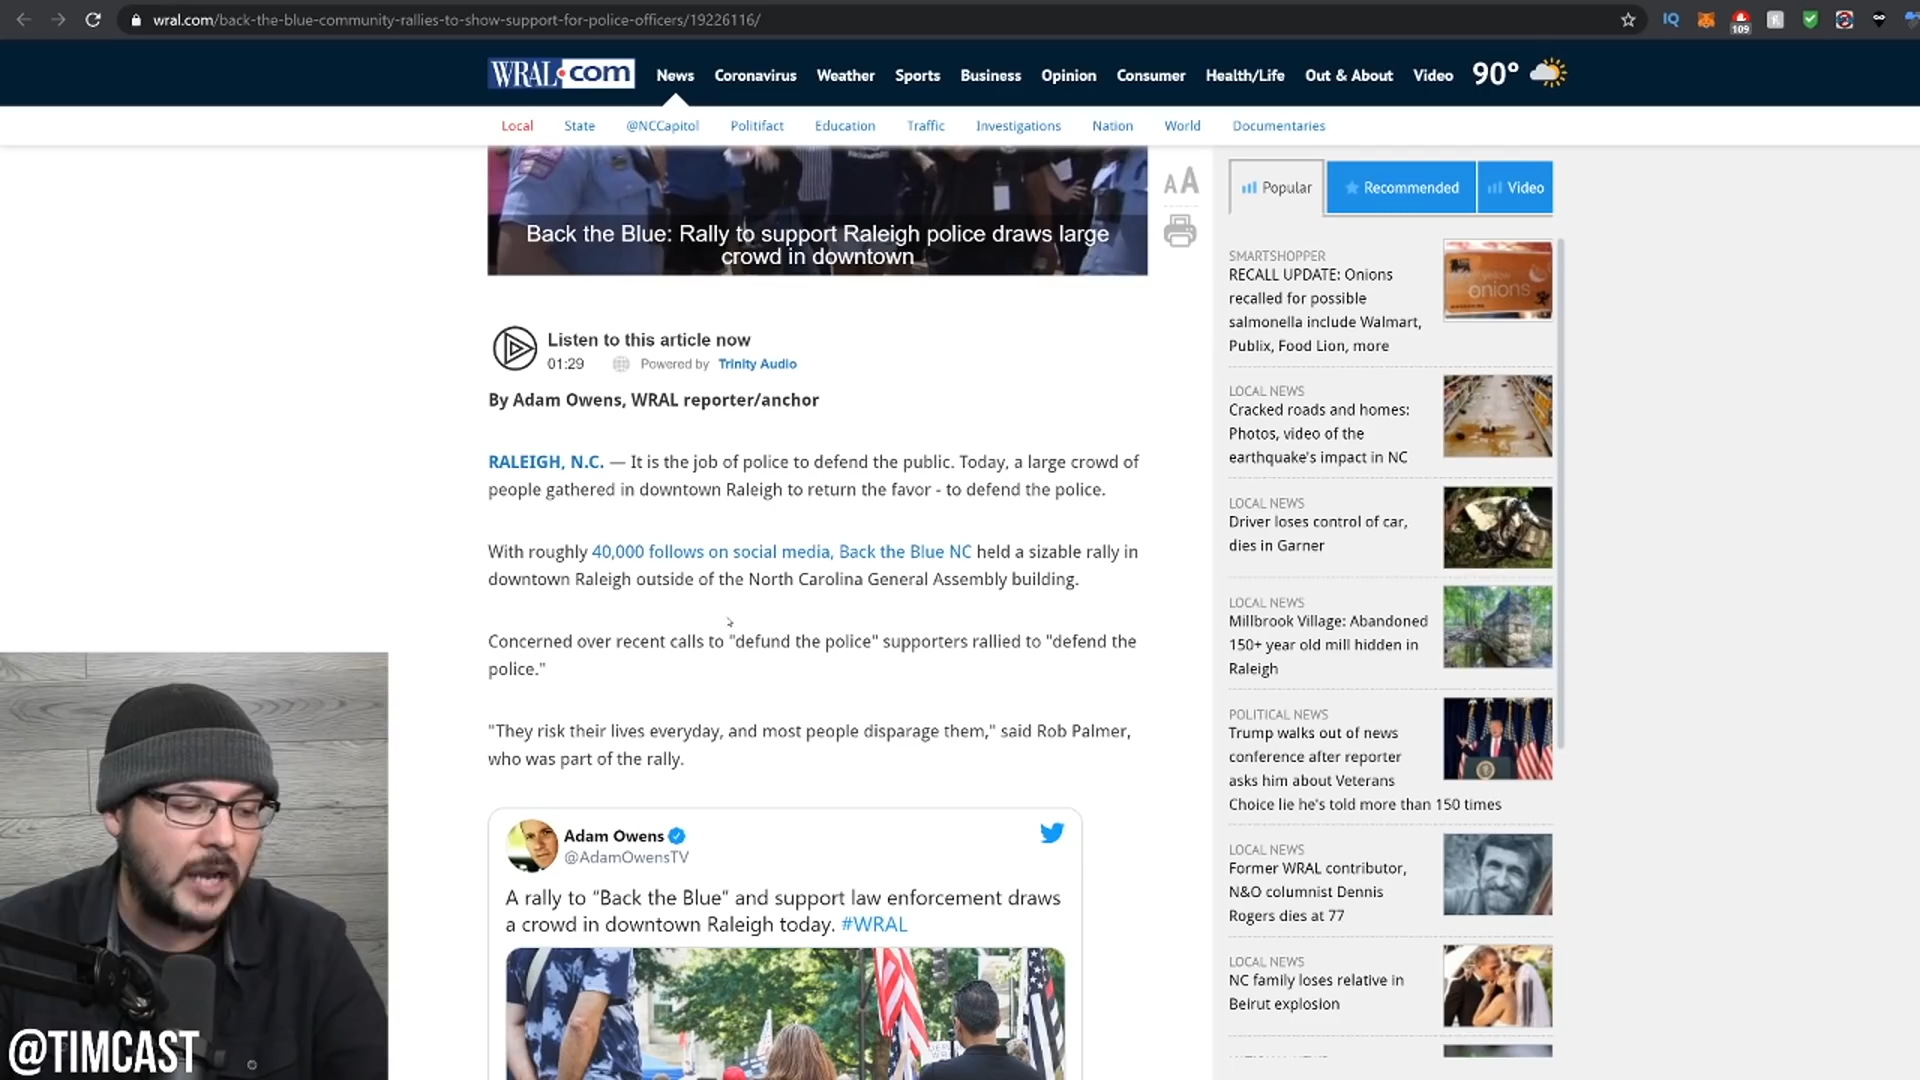 wral.com/back-the-blue-community-rallies-to-show-support-for-police-officers/19226116/
IQ
109
WRAL.com
News
Coronavirus
Weather
Sports
Business
Opinion
Consumer
Health/Life
Out & About
Video
90°
Local
State
@NCCapitol
Politifact
Education
Traffic
Investigations
Nation
World
Documentaries
Back the Blue: Rally to support Raleigh police draws large
crowd in downtown
AA
Listen to this article now
01:29
Powered by Trinity Audio
By Adam Owens, WRAL reporter/anchor
RALEIGH, N.C. — It is the job of police to defend the public. Today, a large crowd of
people gathered in downtown Raleigh to return the favor - to defend the police.
With roughly 40,000 follows on social media, Back the Blue NC held a sizable rally in
downtown Raleigh outside of the North Carolina General Assembly building.
Concerned over recent calls to "defund the police" supporters rallied to "defend the
police."
"They risk their lives everyday, and most people disparage them," said Rob Palmer,
who was part of the rally.
Adam Owens
@AdamOwensTV
A rally to “Back the Blue” and support law enforcement draws
a crowd in downtown Raleigh today. #WRAL
Popular
Recommended
Video
SMARTSHOPPER
RECALL UPDATE: Onions
recalled for possible
salmonella include Walmart,
Publix, Food Lion, more
onions
LOCAL NEWS
Cracked roads and homes:
Photos, video of the
earthquake's impact in NC
LOCAL NEWS
Driver loses control of car,
dies in Garner
LOCAL NEWS
Millbrook Village: Abandoned
150+ year old mill hidden in
Raleigh
POLITICAL NEWS
Trump walks out of news
conference after reporter
asks him about Veterans
Choice lie he's told more than 150 times
LOCAL NEWS
Former WRAL contributor,
N&O columnist Dennis
Rogers dies at 77
LOCAL NEWS
NC family loses relative in
Beirut explosion
@TIMCAST